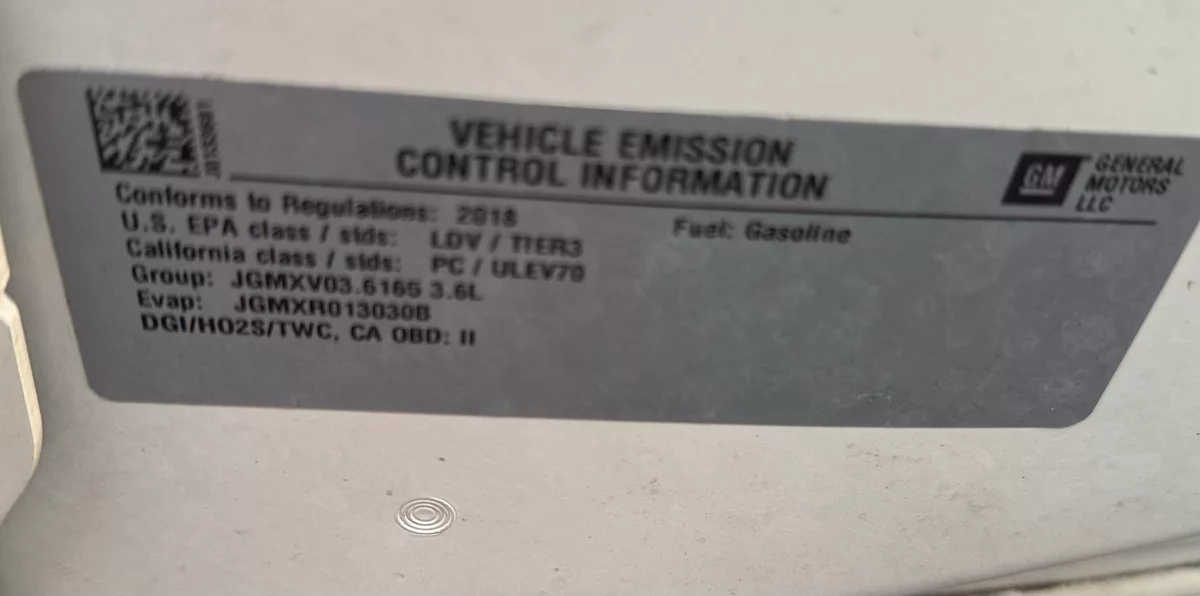 VEHICLE EMISSION
CONTROL INFORMATION
GM
GENERAL
MOTORS
LLC
Conforms to Regulations: 2018
Fuel: Gasoline
U.S. EPA class / stds: LDV / TIER3
California class / stds: PC / ULEV70
Group: JGMXV03.6165 3.6L
Evap: JGMXR013030B
DGI/HO2S/TWC, CA OBD: II